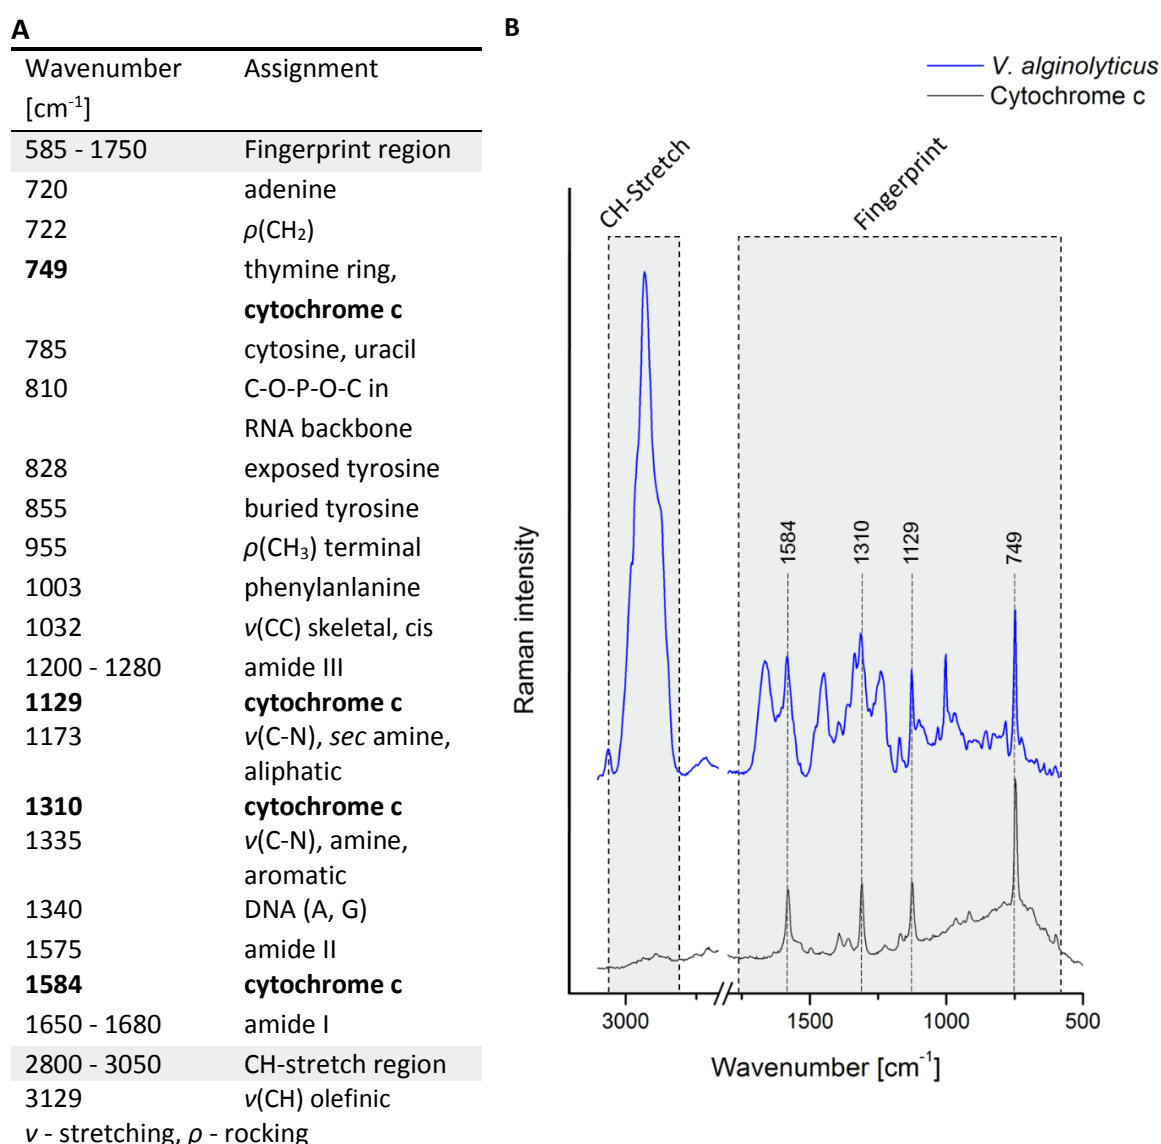 A
Wavenumber Assignment
[cm-1]
585 - 1750 Fingerprint region
720 adenine
722 ρ(CH2)
749 thymine ring,
cytochrome c
785 cytosine, uracil
810 C-O-P-O-C in
RNA backbone
828 exposed tyrosine
855 buried tyrosine
955 ρ(CH3) terminal
1003 phenylanlanine
1032 ν(CC) skeletal, cis
1200 - 1280 amide III
1129 cytochrome c
1173 ν(C-N), sec amine,
aliphatic
1310 cytochrome c
1335 ν(C-N), amine,
aromatic
1340 DNA (A, G)
1575 amide II
1584 cytochrome c
1650 - 1680 amide I
2800 - 3050 CH-stretch region
3129 ν(CH) olefinic
ν - stretching, ρ - rocking
B
V. alginolyticus
Cytochrome c
CH-Stretch
Fingerprint
1584
1310
1129
749
Raman intensity
3000 1500 1000 500
Wavenumber [cm-1]